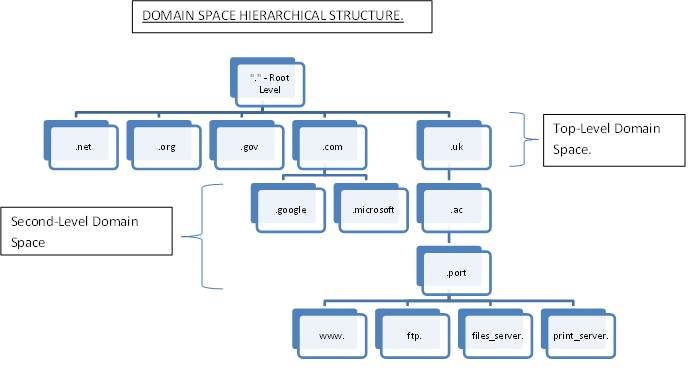 DOMAIN SPACE HIERARCHICAL STRUCTURE.
"." - Root
Level
.net
.org
.gov
.com
.uk
Top-Level Domain
Space.
.google
.microsoft
.ac
Second-Level Domain
Space
.port
www.
ftp.
files_server.
print_server.